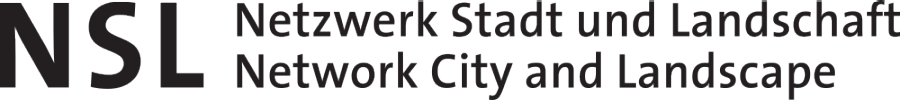 NSL
Netzwerk Stadt und Landschaft
Network City and Landscape